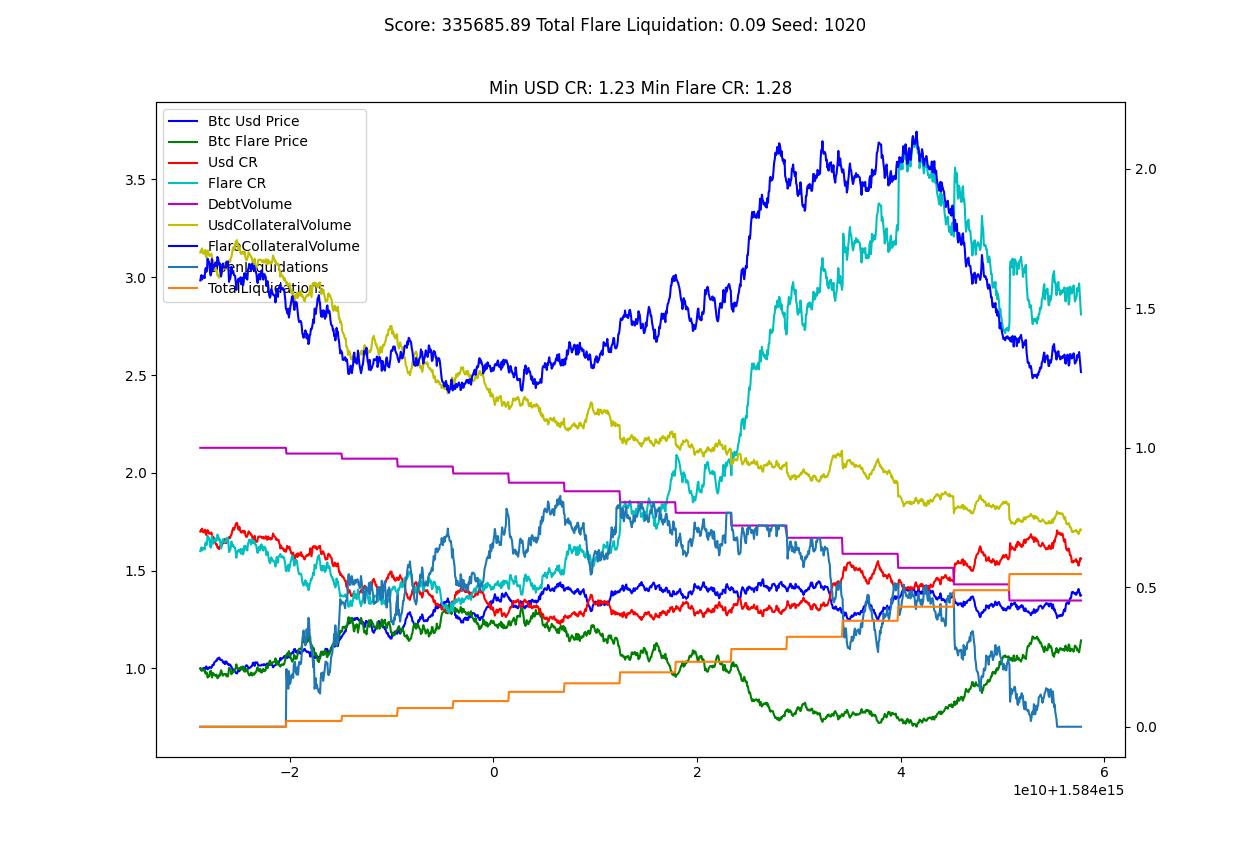 Score: 335685.89 Total Flare Liquidation: 0.09 Seed: 1020
Min USD CR: 1.23 Min Flare CR: 1.28
Btc Usd Price
Btc Flare Price
Usd CR
Flare CR
DebtVolume
UsdCollateralVolume
FlareCollateralVolume
OpenLiquidations
TotalLiquidations
3.5
3.0
2.5
2.0
1.5
1.0
2.0
1.5
1.0
0.5
0.0
−2
0
2
4
6
1e10+1.584e15